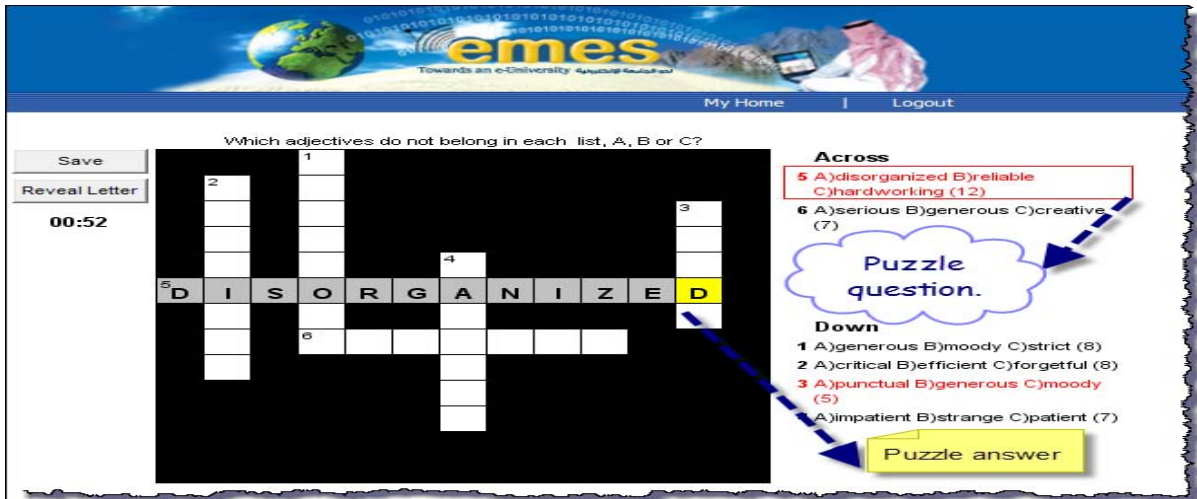 emes
Towards an e-University نحو الجامعة الإلكترونية
My Home | Logout
Which adjectives do not belong in each list, A, B or C?
Save
Reveal Letter
00:52
1
2
3
4
5 D I S O R G A N I Z E D
6
Across
5 A)disorganized B)reliable
C)hardworking (12)
6 A)serious B)generous C)creative
(7)
Puzzle
question.
Down
1 A)generous B)moody C)strict (8)
2 A)critical B)efficient C)forgetful (8)
3 A)punctual B)generous C)moody
(5)
A)impatient B)strange C)patient (7)
Puzzle answer